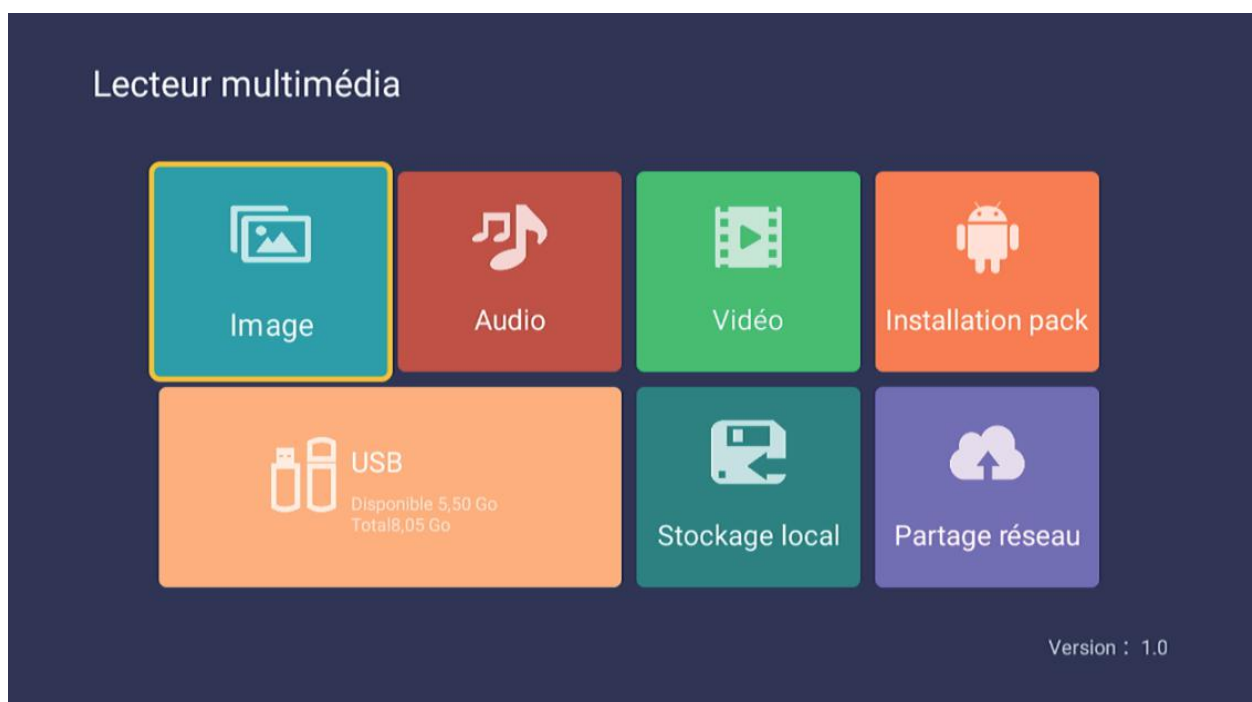 Lecteur multimédia
Image
Audio
Vidéo
Installation pack
USB
Disponible 5,50 Go
Total8,05 Go
Stockage local
Partage réseau
Version : 1.0